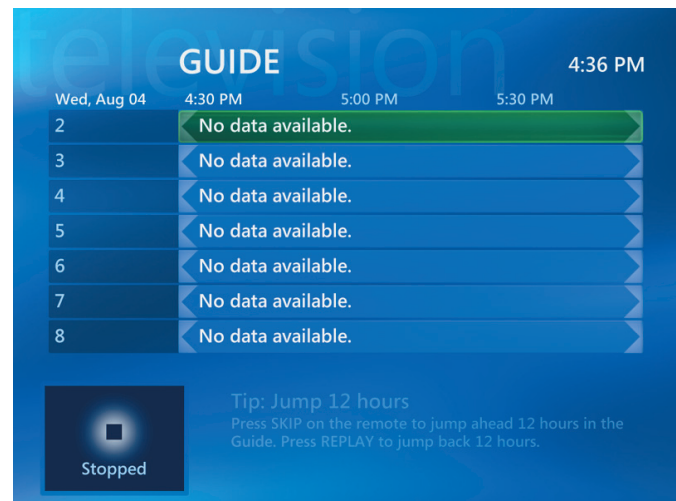 television
GUIDE
4:36 PM
Wed, Aug 04 4:30 PM 5:00 PM 5:30 PM
2 No data available.
3 No data available.
4 No data available.
5 No data available.
6 No data available.
7 No data available.
8 No data available.
Tip: Jump 12 hours
Press SKIP on the remote to jump ahead 12 hours in the
Guide. Press REPLAY to jump back 12 hours.
Stopped